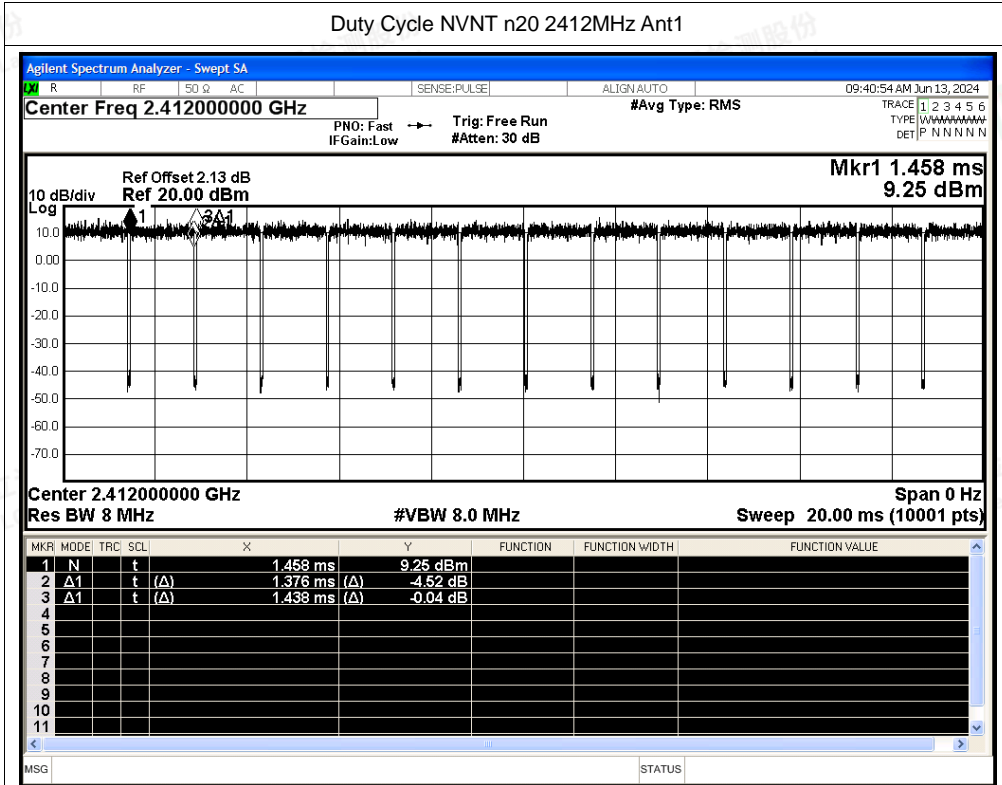 Duty Cycle NVNT n20 2412MHz Ant1
Agilent Spectrum Analyzer - Swept SA
LXI R RF 50 Ω AC SENSE:PULSE ALIGN AUTO 09:40:54 AM Jun 13, 2024
Center Freq 2.412000000 GHz #Avg Type: RMS TRACE 1 2 3 4 5 6
PNO: Fast Trig: Free Run TYPE WWWWWW
IFGain:Low #Atten: 30 dB DET P N N N N N
Mkr1 1.458 ms
Ref Offset 2.13 dB
10 dB/div Ref 20.00 dBm 9.25 dBm
Log
1 3Δ1
10.0
0.00
-10.0
-20.0
-30.0
-40.0
-50.0
-60.0
-70.0
Center 2.412000000 GHz Span 0 Hz
Res BW 8 MHz #VBW 8.0 MHz Sweep 20.00 ms (10001 pts)
MKR MODE TRC SCL X Y FUNCTION FUNCTION WIDTH FUNCTION VALUE
1 N t 1.458 ms 9.25 dBm
2 Δ1 t (Δ) 1.376 ms (Δ) -4.52 dB
3 Δ1 t (Δ) 1.438 ms (Δ) -0.04 dB
4
5
6
7
8
9
10
11
MSG STATUS